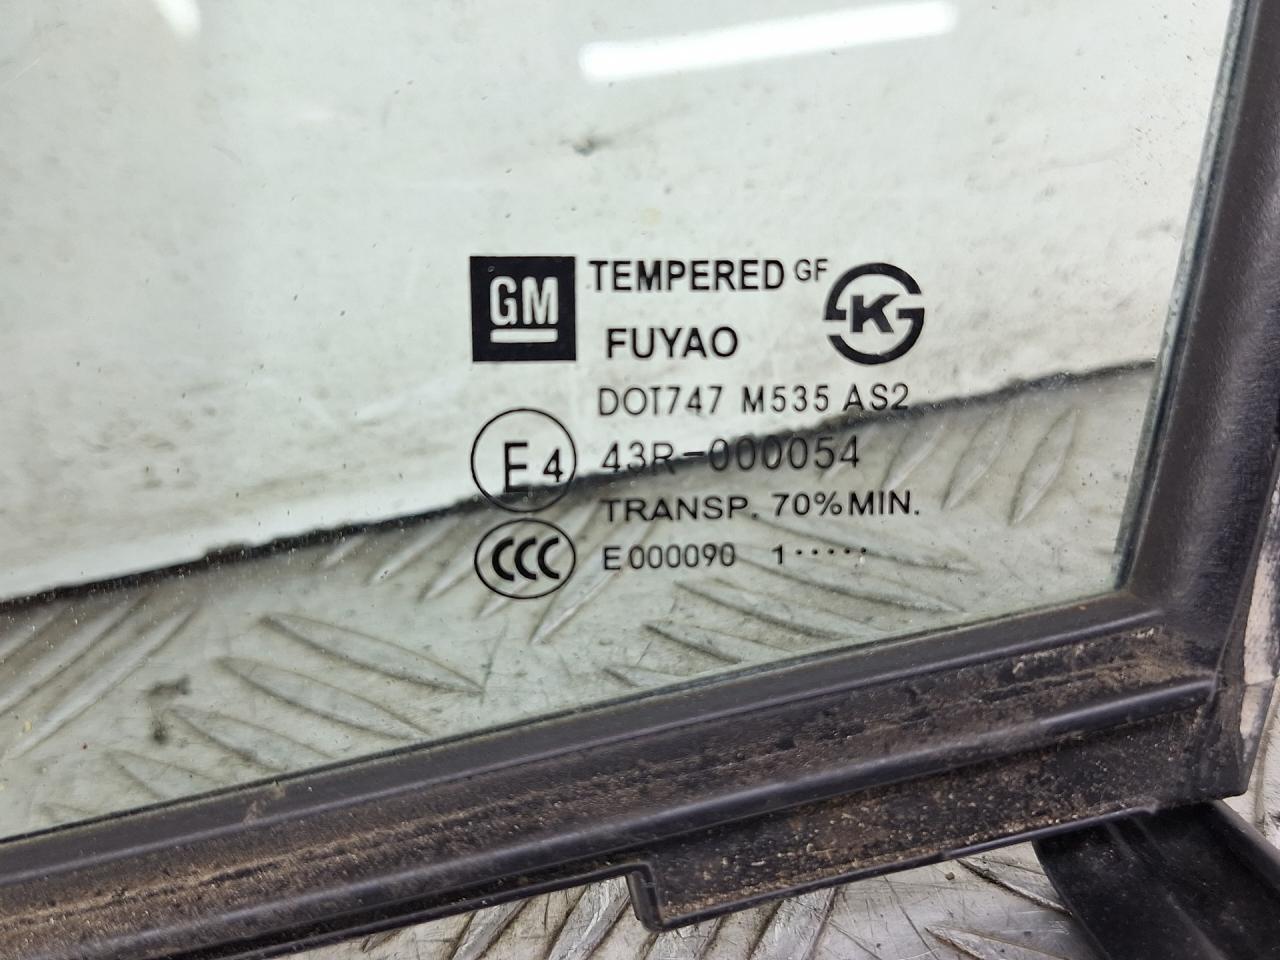 GM TEMPERED GF
FUYAO
K
DOT747 M535 AS2
E4 43R-000054
TRANSP. 70%MIN.
CCC E000090 1·····